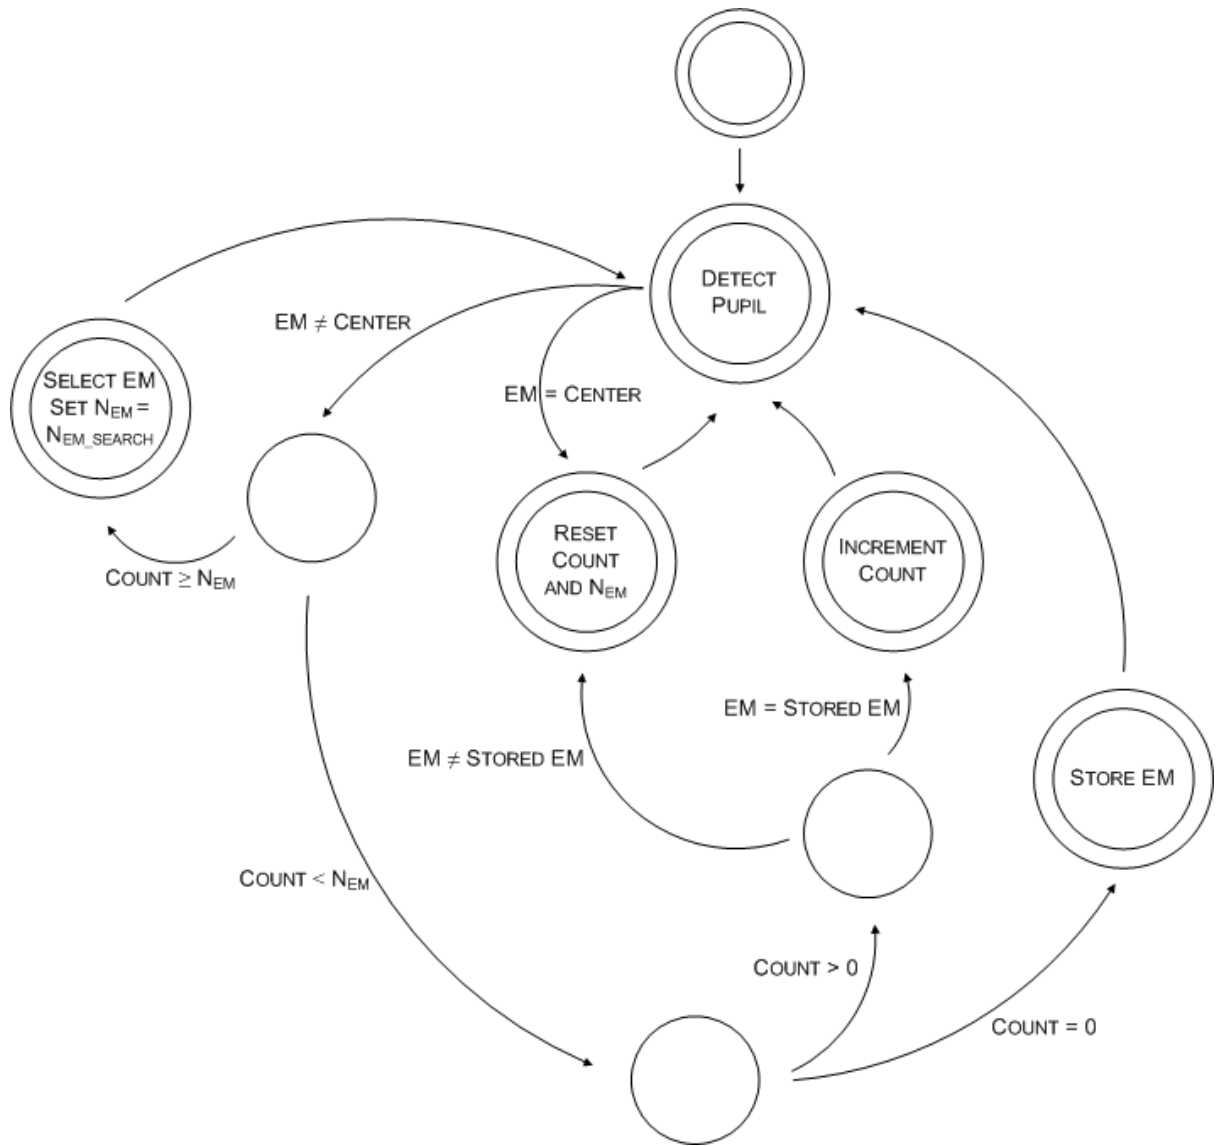 DETECT
PUPIL
EM ≠ CENTER
SELECT EM
SET NEM =
NEM_SEARCH
EM = CENTER
RESET
COUNT
AND NEM
INCREMENT
COUNT
COUNT ≥ NEM
EM = STORED EM
EM ≠ STORED EM
STORE EM
COUNT < NEM
COUNT > 0
COUNT = 0